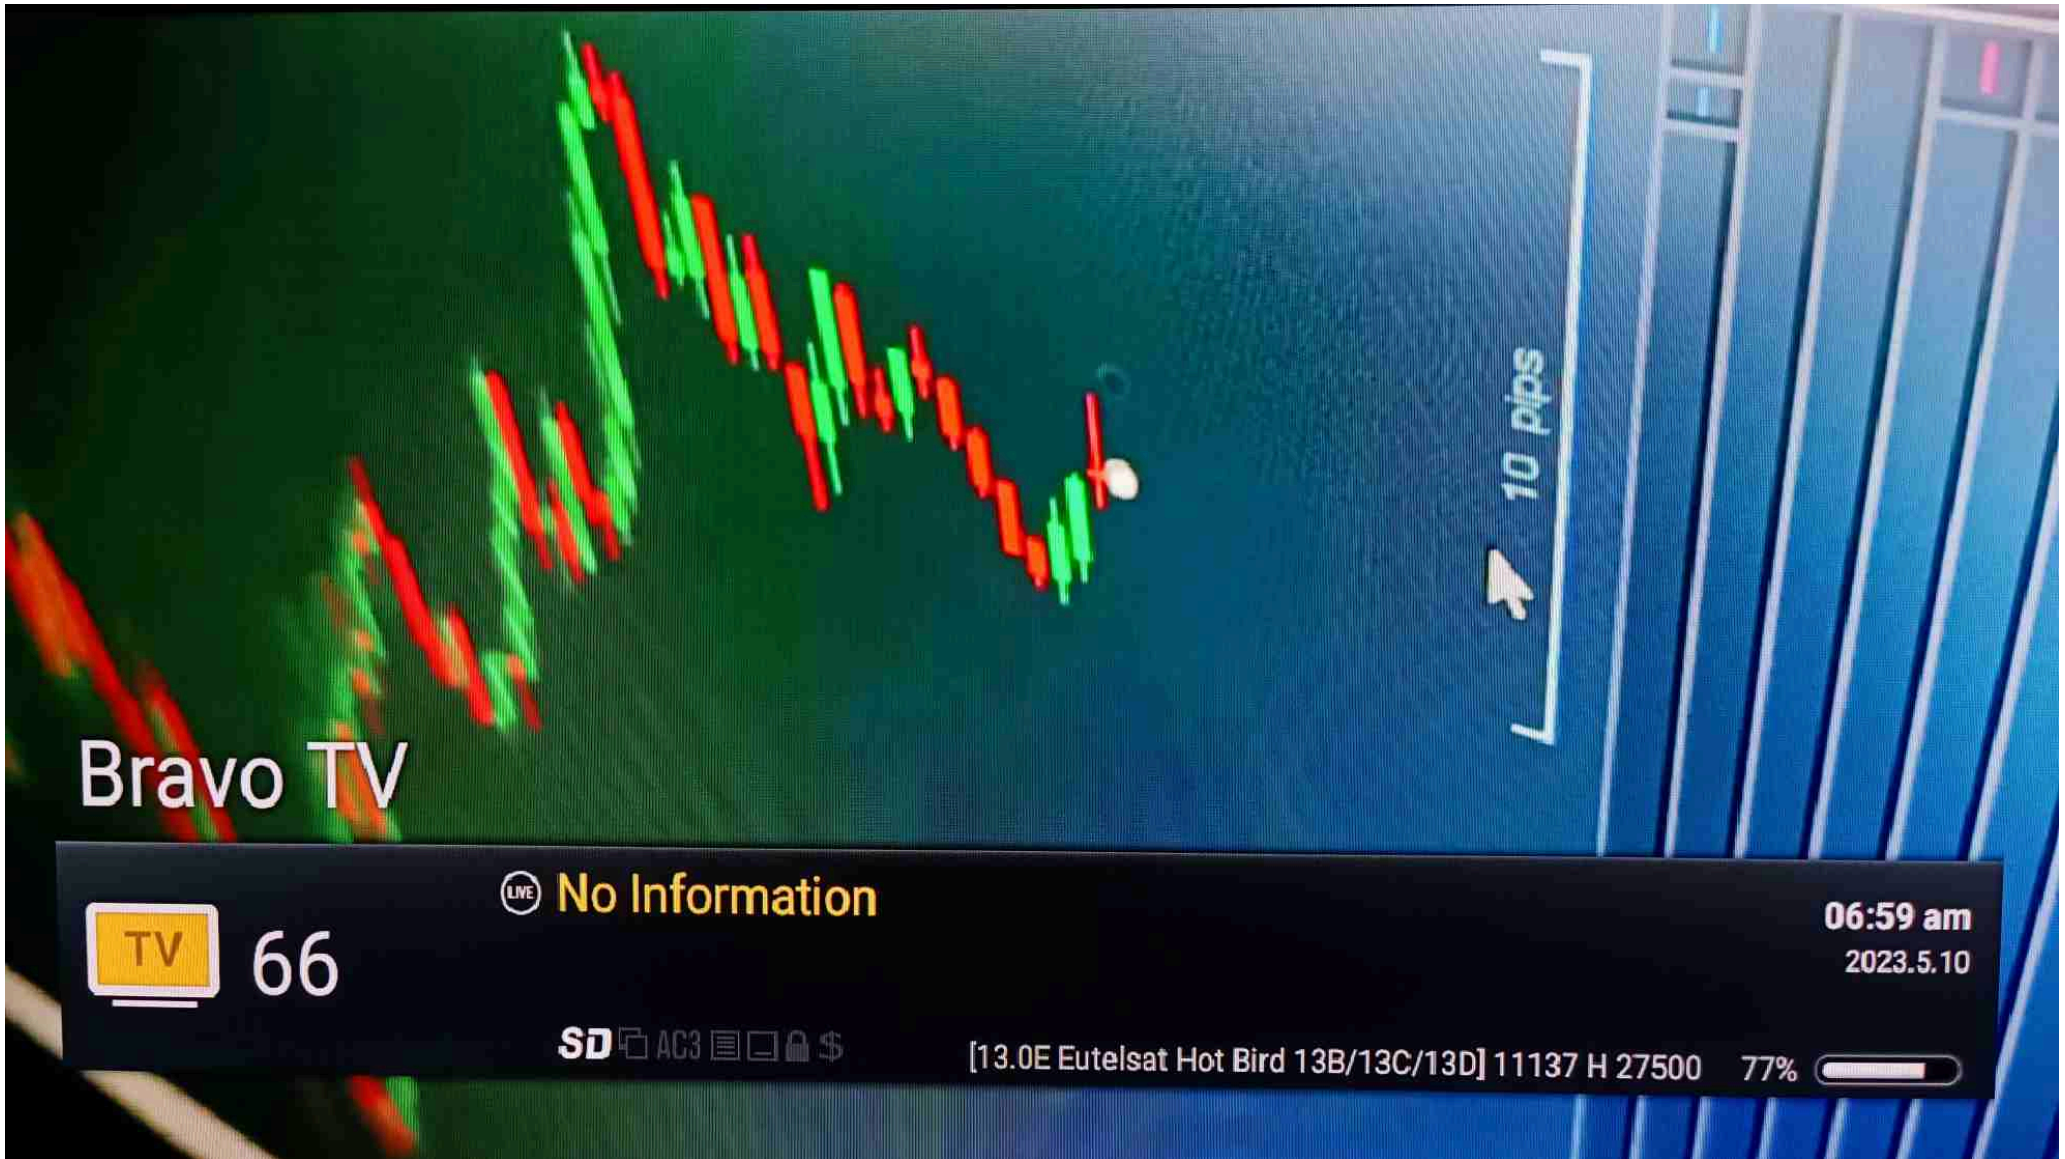 10 pips
Bravo TV
LIVE No Information
TV 66
06:59 am
2023.5.10
SD AC3 $
[13.0E Eutelsat Hot Bird 13B/13C/13D] 11137 H 27500 77%